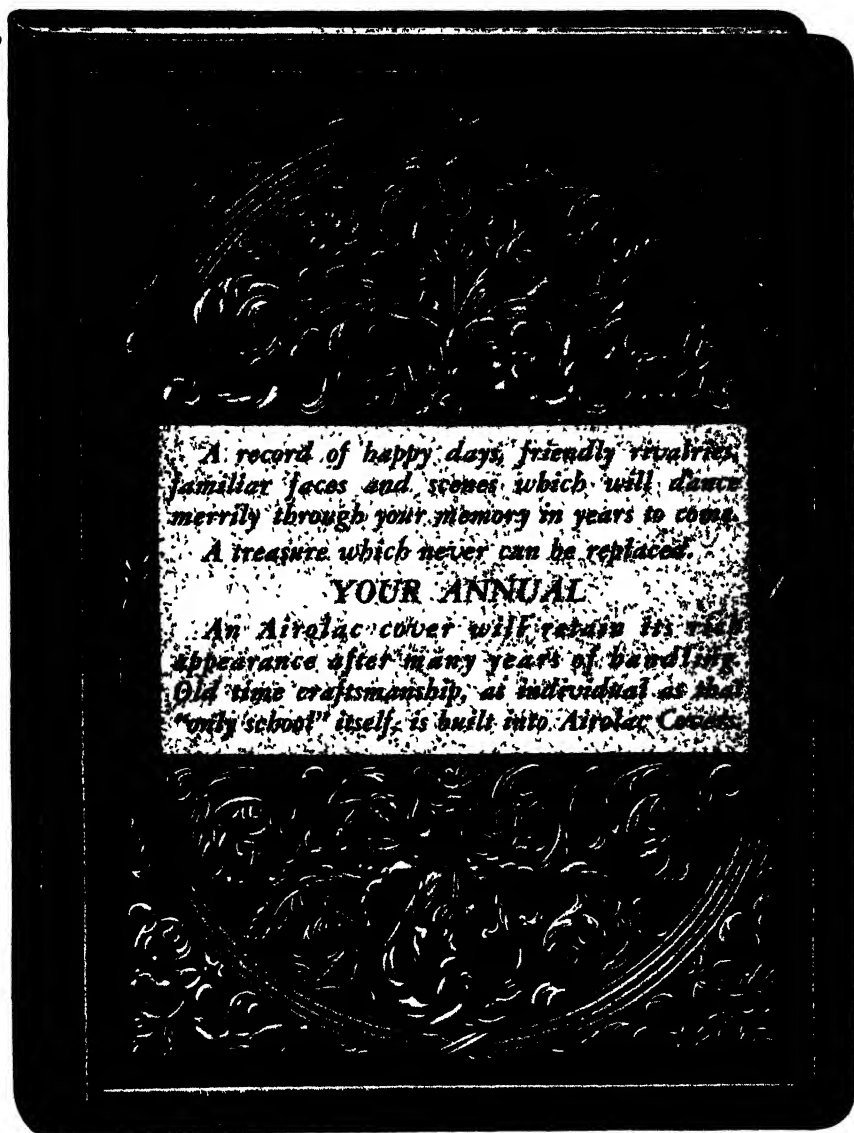 A record of happy days, friendly rivalries,
familiar faces and scenes which will dance
merrily through your memory in years to come.
A treasure which never can be replaced.
YOUR ANNUAL
An Airolac cover will retain its rich
appearance after many years of handling.
Old time craftsmanship, as individual as that
"only school" itself, is built into Airolac Covers.